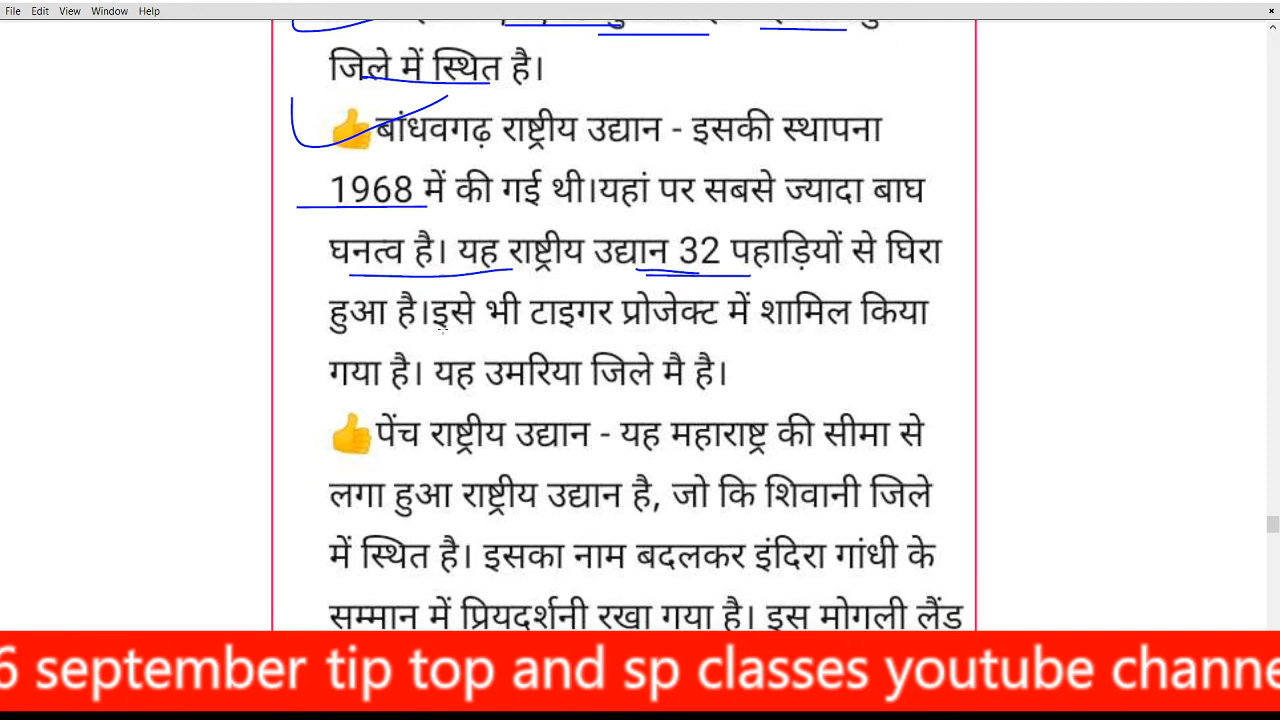 File Edit View Window Help
जिले में स्थित है।
👍बांधवगढ़ राष्ट्रीय उद्यान - इसकी स्थापना
1968 में की गई थी।यहां पर सबसे ज्यादा बाघ
घनत्व है। यह राष्ट्रीय उद्यान 32 पहाड़ियों से घिरा
हुआ है।इसे भी टाइगर प्रोजेक्ट में शामिल किया
गया है। यह उमरिया जिले मै है।
👍पेंच राष्ट्रीय उद्यान - यह महाराष्ट्र की सीमा से
लगा हुआ राष्ट्रीय उद्यान है, जो कि शिवानी जिले
में स्थित है। इसका नाम बदलकर इंदिरा गांधी के
सम्मान में प्रियदर्शनी रखा गया है। इस मोगली लैंड
6 september tip top and sp classes youtube channe